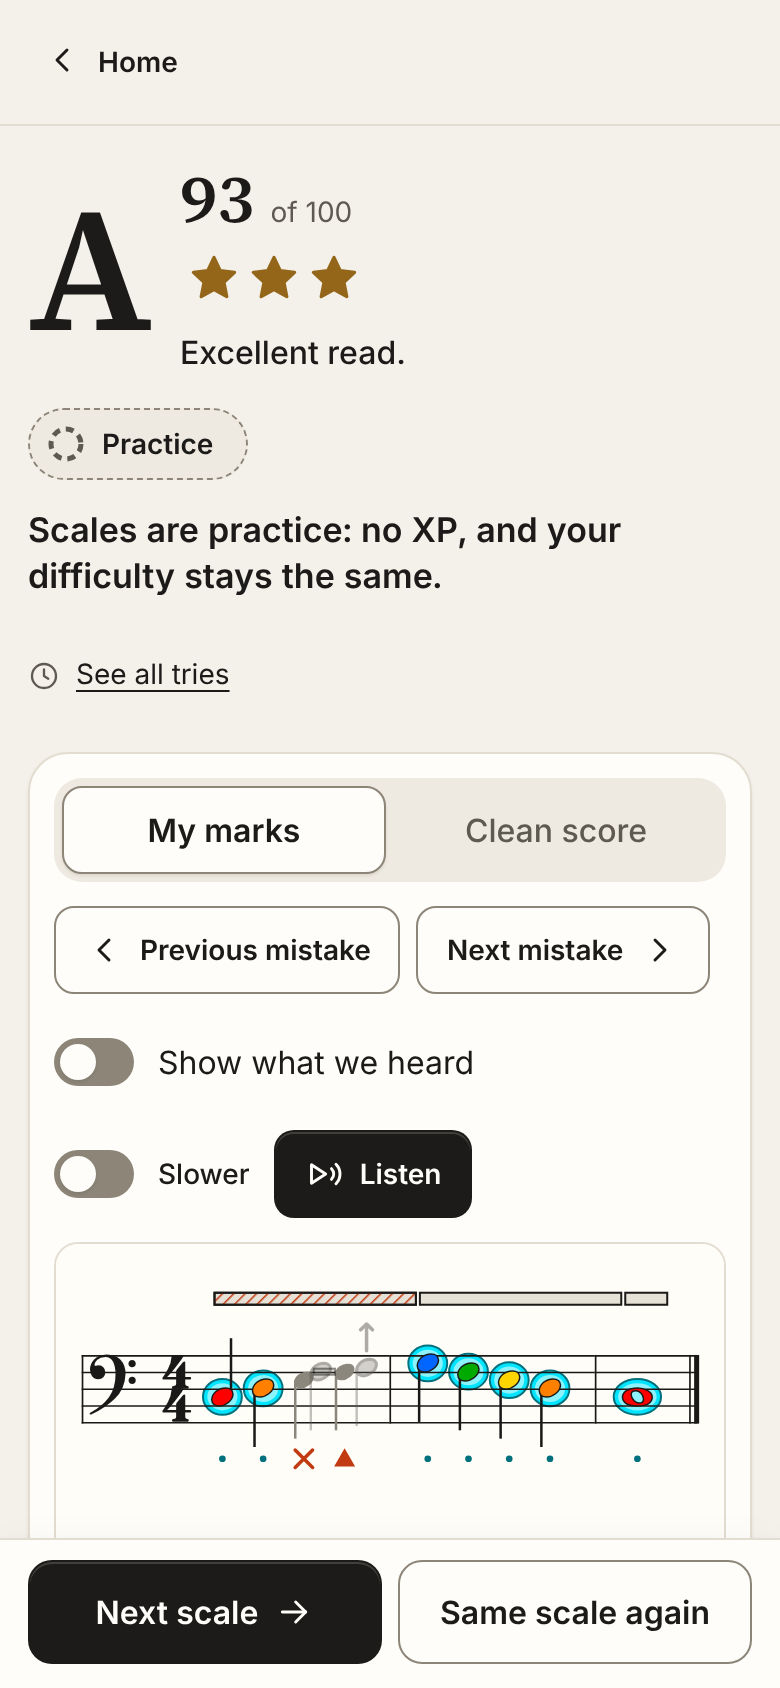 Home
A
93 of 100
Excellent read.
Practice
Scales are practice: no XP, and your
difficulty stays the same.
See all tries
My marks
Clean score
Previous mistake
Next mistake
Show what we heard
Slower
Listen
4
4
Next scale
Same scale again